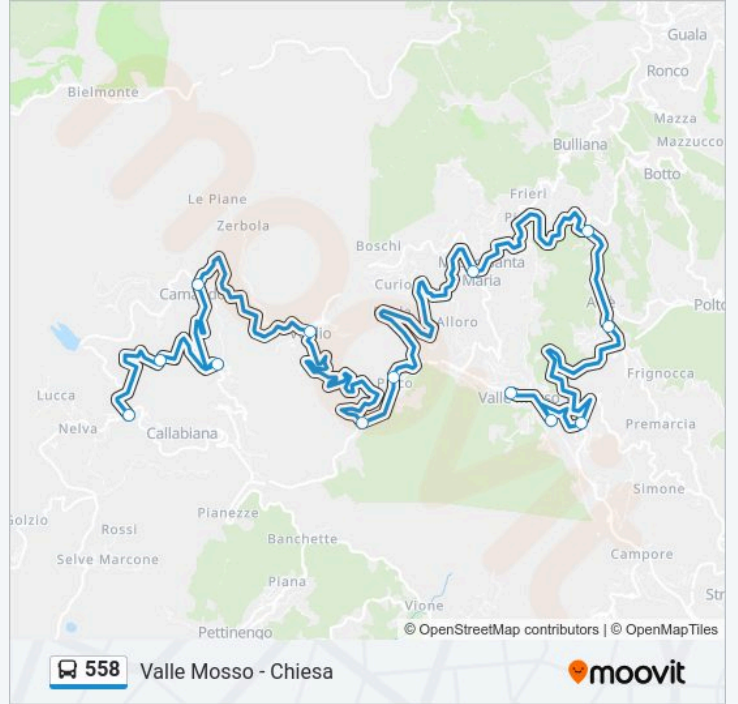 Guala
Ronco
Bielmonte
Mazza
Mazzucco
Bulliana
Botto
Le Piane
Frieri
Zerbola
Boschi
Curio
Maria
Polto
Alloro
Frignocca
Lucca
Premarcia
Nelva
Callabiana
Simone
Pianezze
Golzio
Rossi
Banchette
Campore
Selve Marcone
Piana
Vione
Pettinengo
© OpenStreetMap contributors | © OpenMapTiles
558 Valle Mosso - Chiesa
moovit